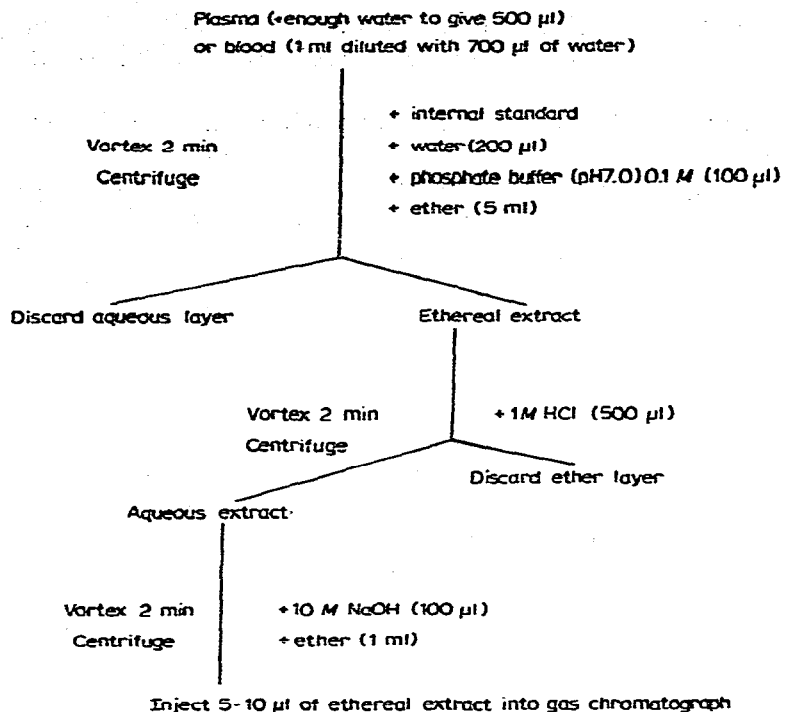 Plasma (+enough water to give 500 µl)
or blood (1 ml diluted with 700 µl of water)
Vortex 2 min
Centrifuge
+ internal standard
+ water (200 µl)
+ phosphate buffer (pH7.0) 0.1 M (100 µl)
+ ether (5 ml)
Discard aqueous layer
Ethereal extract
Vortex 2 min
Centrifuge
+ 1M HCl (500 µl)
Discard ether layer
Aqueous extract
Vortex 2 min
Centrifuge
+10 M NaOH (100 µl)
+ether (1 ml)
Inject 5-10 µl of ethereal extract into gas chromatograph